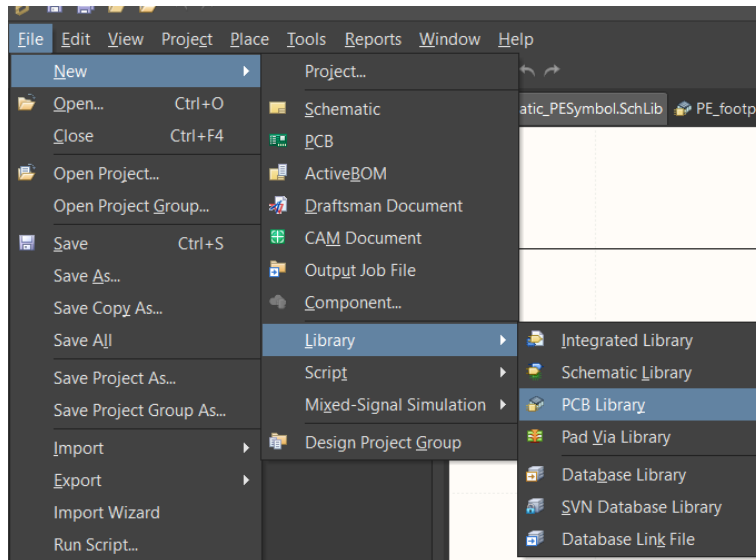 File Edit View Project Place Tools Reports Window Help
New
Open... Ctrl+O
Close Ctrl+F4
Open Project...
Open Project Group...
Save Ctrl+S
Save As...
Save Copy As...
Save All
Save Project As...
Save Project Group As...
Import
Export
Import Wizard
Run Script...
Project...
Schematic
PCB
ActiveBOM
Draftsman Document
CAM Document
Output Job File
Component...
Library
Script
Mixed-Signal Simulation
Design Project Group
atic_PESymbol.SchLib PE_footp
Integrated Library
Schematic Library
PCB Library
Pad Via Library
Database Library
SVN Database Library
Database Link File